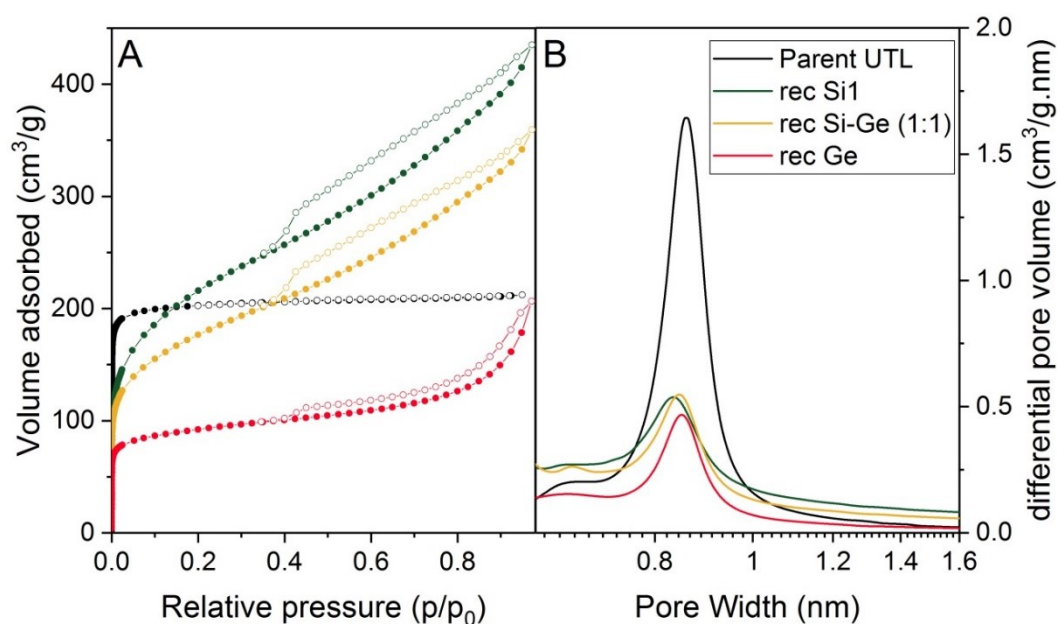 A
Volume adsorbed (cm³/g)
400
300
200
100
0
0.0
0.2
0.4
0.6
0.8
Relative pressure (p/p₀)
B
Parent UTL
rec Si1
rec Si-Ge (1:1)
rec Ge
differential pore volume (cm³/g.nm)
2.0
1.5
1.0
0.5
0.0
0.8
1
1.2
1.4
1.6
Pore Width (nm)